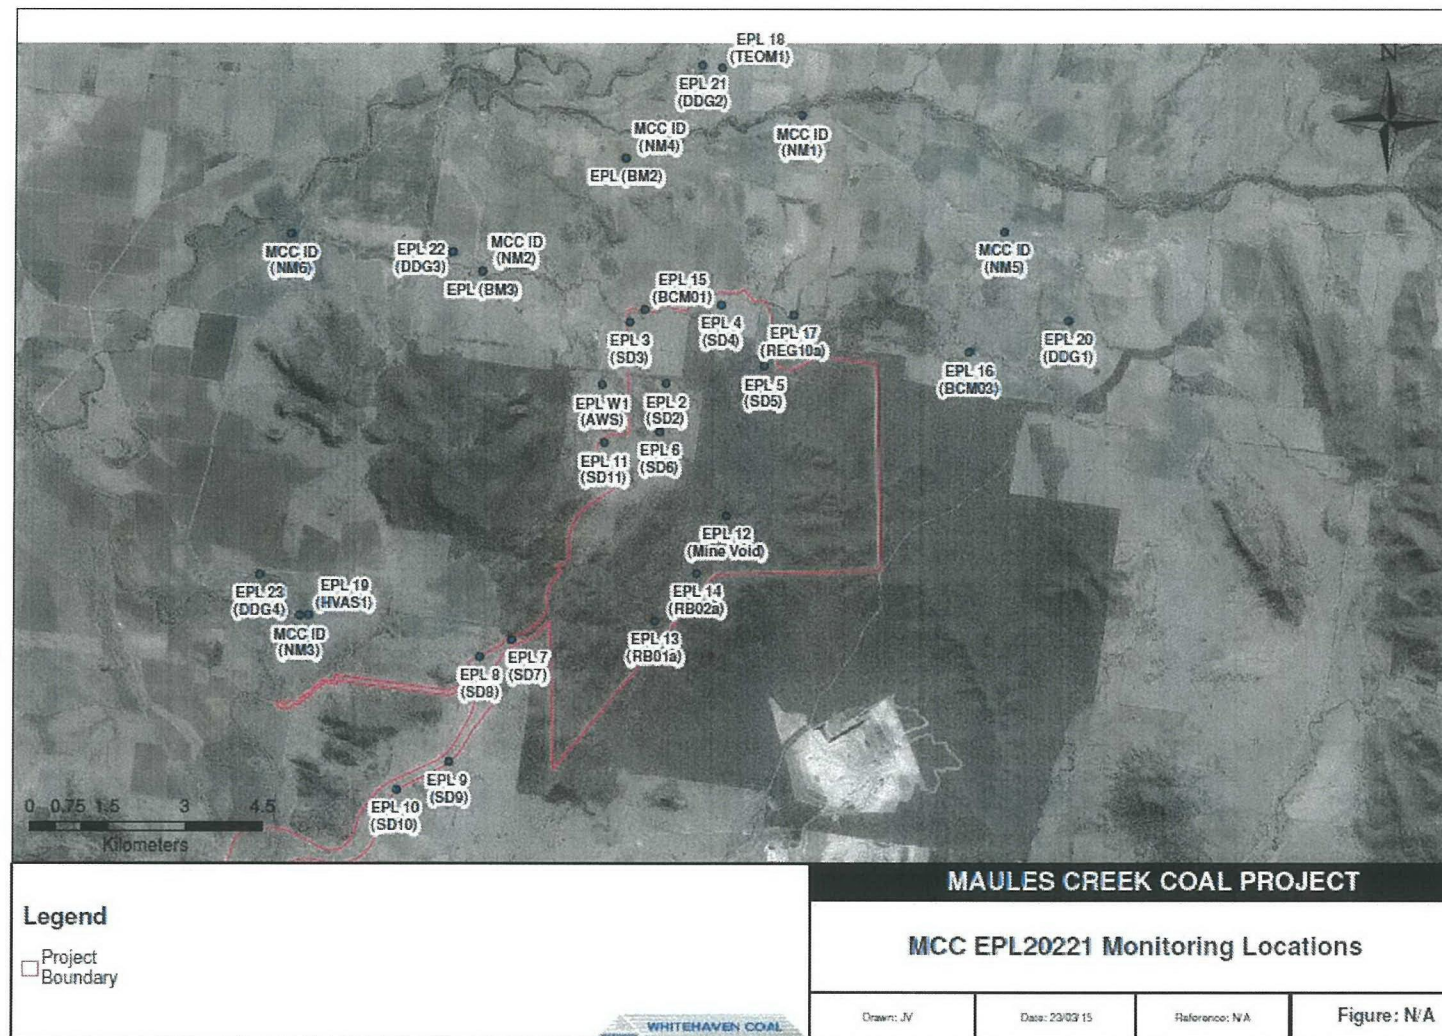 EPL 18
(TEOM1)
N
EPL 21
(DDG2)
MCC ID
(NM4)
MCC ID
(NM1)
EPL (BM2)
MCC ID
(NM6)
EPL 22
(DDG3)
MCC ID
(NM2)
EPL (BM3)
MCC ID
(NM5)
EPL 15
(BCM01)
EPL 4
(SD4)
EPL 3
(SD3)
EPL 17
(REG10a)
EPL 20
(DDG1)
EPL 16
(BCM03)
EPL 5
(SD5)
EPL W1
(AWS)
EPL 2
(SD2)
EPL 6
(SD6)
EPL 11
(SD11)
EPL 12
(Mine Void)
EPL 23
(DDG4)
EPL 19
(HVAS1)
MCC ID
(NM3)
EPL 14
(RB02a)
EPL 13
(RB01a)
EPL 7
(SD7)
EPL 8
(SD8)
EPL 9
(SD9)
EPL 10
(SD10)
0 0.75 1.5 3 4.5
Kilometers
MAULES CREEK COAL PROJECT
Legend
Project
Boundary
MCC EPL20221 Monitoring Locations
WHITEHAVEN COAL
Drawn: JV
Date: 23/03/15
Reference: N/A
Figure: N/A